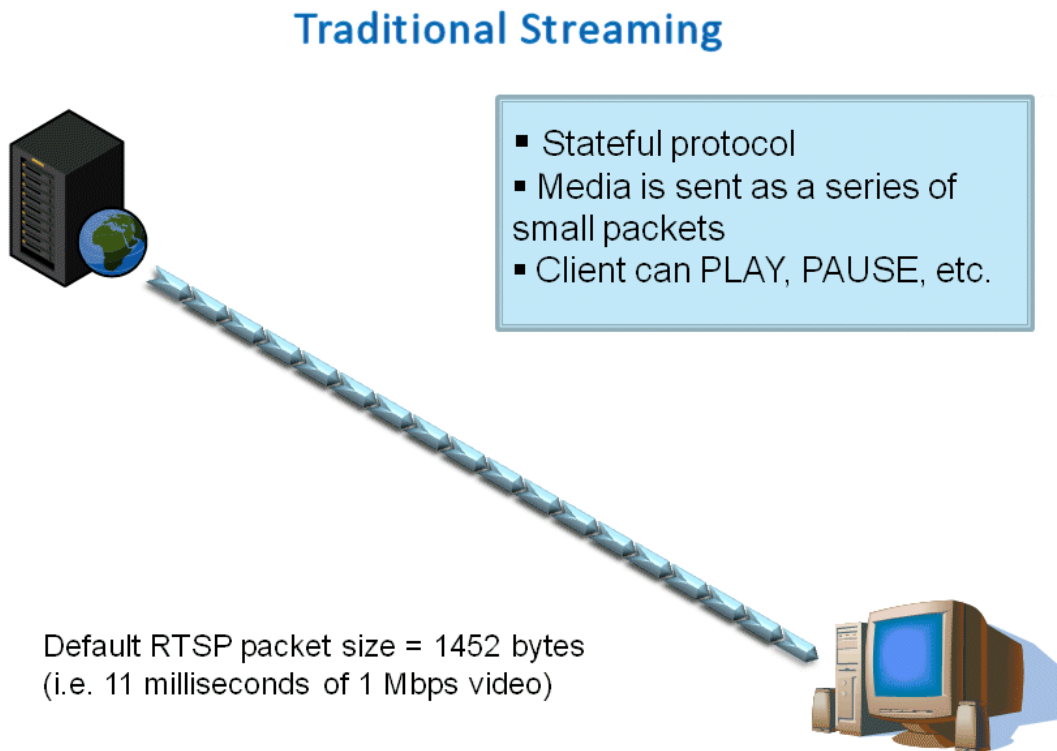 Traditional Streaming
▪ Stateful protocol
▪ Media is sent as a series of
small packets
▪ Client can PLAY, PAUSE, etc.
Default RTSP packet size = 1452 bytes
(i.e. 11 milliseconds of 1 Mbps video)